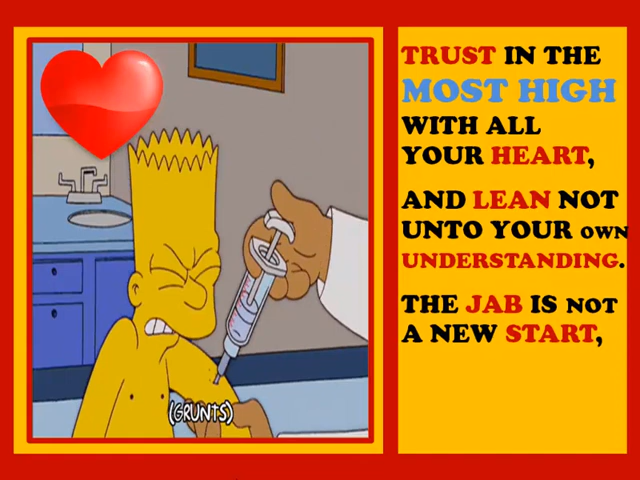 TRUST IN THE
MOST HIGH
WITH ALL
YOUR HEART,
AND LEAN NOT
UNTO YOUR OWN
UNDERSTANDING.
THE JAB IS NOT
A NEW START,
(GRUNTS)